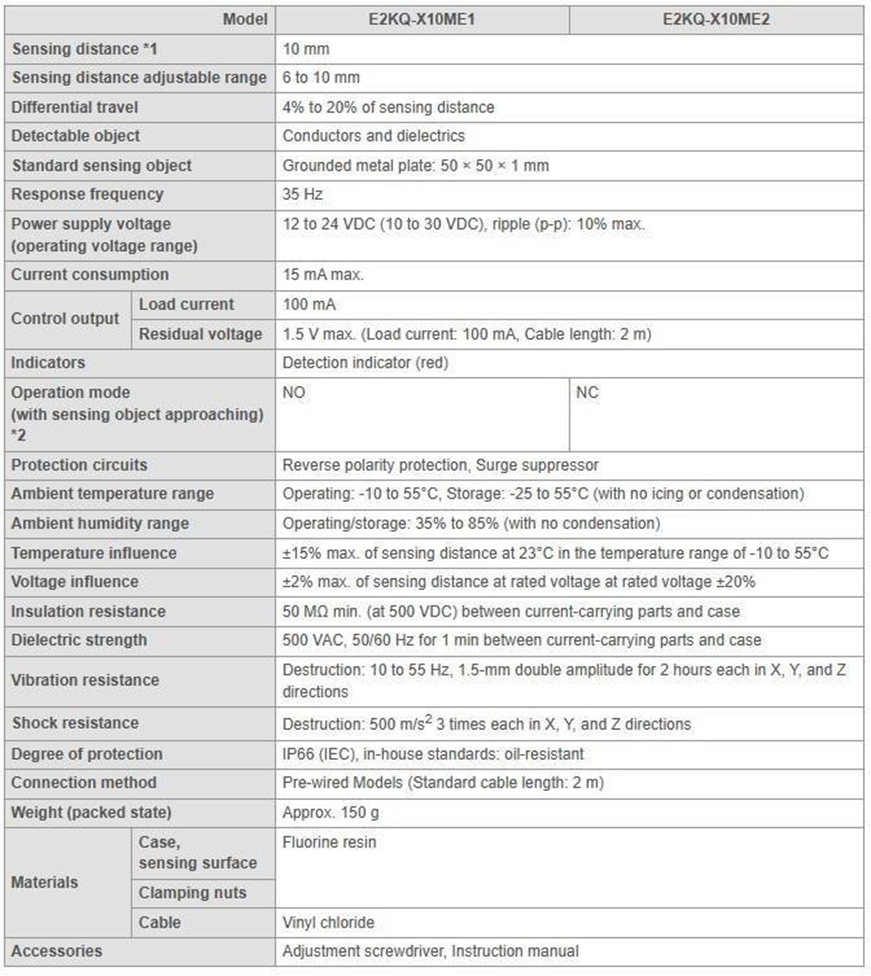 Model E2KQ-X10ME1 E2KQ-X10ME2
Sensing distance *1 10 mm
Sensing distance adjustable range 6 to 10 mm
Differential travel 4% to 20% of sensing distance
Detectable object Conductors and dielectrics
Standard sensing object Grounded metal plate: 50 × 50 × 1 mm
Response frequency 35 Hz
Power supply voltage 12 to 24 VDC (10 to 30 VDC), ripple (p-p): 10% max.
(operating voltage range)
Current consumption 15 mA max.
Control output Load current 100 mA
Residual voltage 1.5 V max. (Load current: 100 mA, Cable length: 2 m)
Indicators Detection indicator (red)
Operation mode NO NC
(with sensing object approaching)
*2
Protection circuits Reverse polarity protection, Surge suppressor
Ambient temperature range Operating: -10 to 55°C, Storage: -25 to 55°C (with no icing or condensation)
Ambient humidity range Operating/storage: 35% to 85% (with no condensation)
Temperature influence ±15% max. of sensing distance at 23°C in the temperature range of -10 to 55°C
Voltage influence ±2% max. of sensing distance at rated voltage at rated voltage ±20%
Insulation resistance 50 MΩ min. (at 500 VDC) between current-carrying parts and case
Dielectric strength 500 VAC, 50/60 Hz for 1 min between current-carrying parts and case
Vibration resistance Destruction: 10 to 55 Hz, 1.5-mm double amplitude for 2 hours each in X, Y, and Z
directions
Shock resistance Destruction: 500 m/s² 3 times each in X, Y, and Z directions
Degree of protection IP66 (IEC), in-house standards: oil-resistant
Connection method Pre-wired Models (Standard cable length: 2 m)
Weight (packed state) Approx. 150 g
Materials Case, Fluorine resin
sensing surface
Clamping nuts
Cable Vinyl chloride
Accessories Adjustment screwdriver, Instruction manual